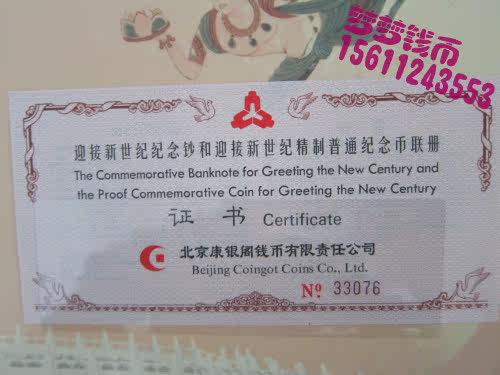 梦梦钱币
15611243553
迎接新世纪纪念钞和迎接新世纪精制普通纪念币联册
The Commemorative Banknote for Greeting the New Century and
the Proof Commemorative Coin for Greeting the New Century
证 书 Certificate
北京康银阁钱币有限责任公司
Beijing Coingot Coins Co., Ltd.
No. 33076